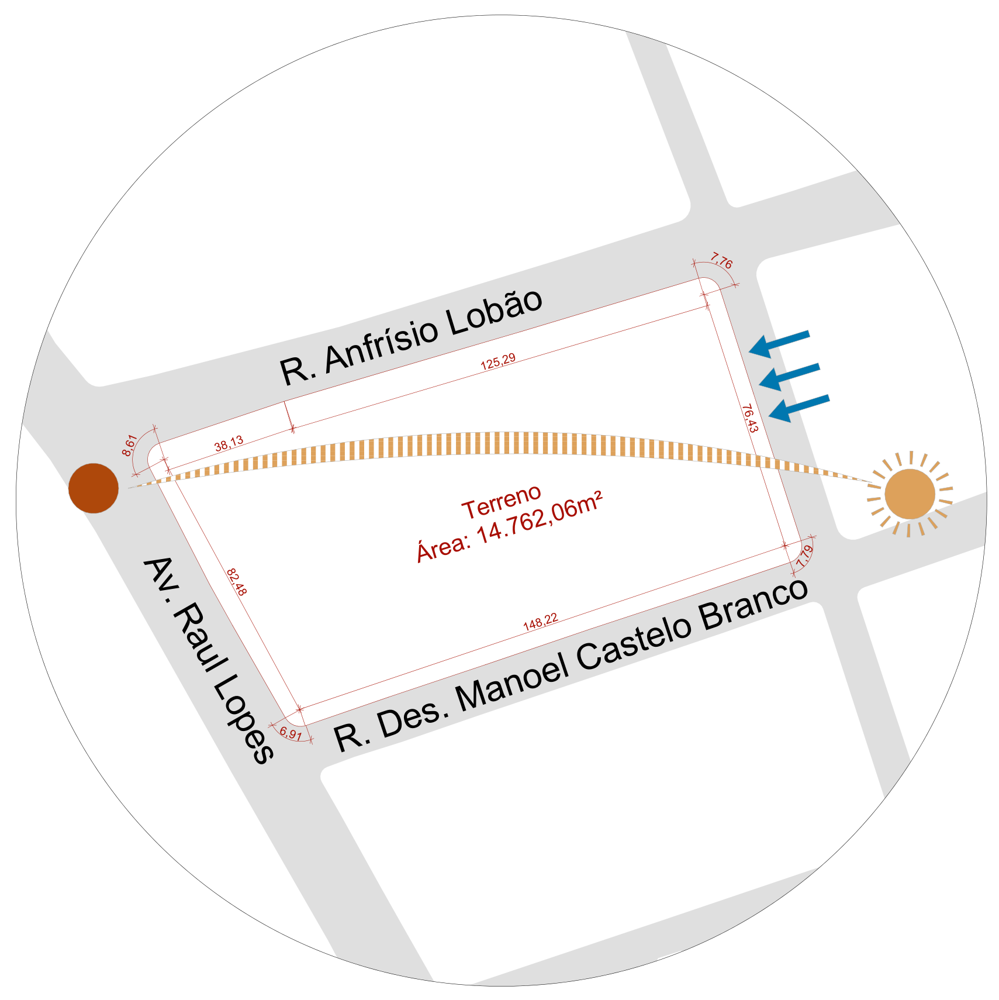 7,76
R. Anfrísio Lobão
125,29
76,43
8,61
38,13
Terreno
Área: 14.762,06m²
7,79
82,48
Av. Raul Lopes
148,22
R. Des. Manoel Castelo Branco
6,91